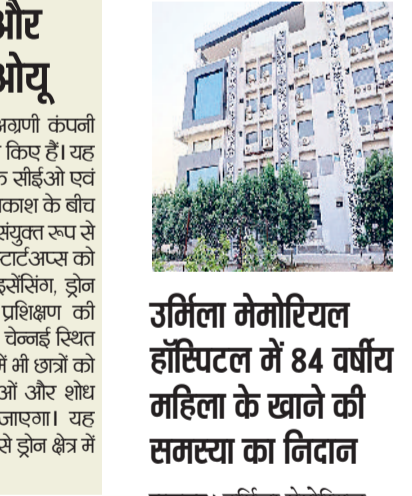 और
ओयू
अग्रणी कंपनी
किए हैं। यह
सीईओ एवं
के बीच
संयुक्त रूप से
स्टार्टअप्स को
ड्रोन
प्रशिक्षण की
चेन्नई स्थित
में भी छात्रों को
और शोध
जाएगा। यह
से ड्रोन क्षेत्र में
उर्मिला मेमोरियल
हॉस्पिटल में 84 वर्षीय
महिला के खाने की
समस्या का निदान